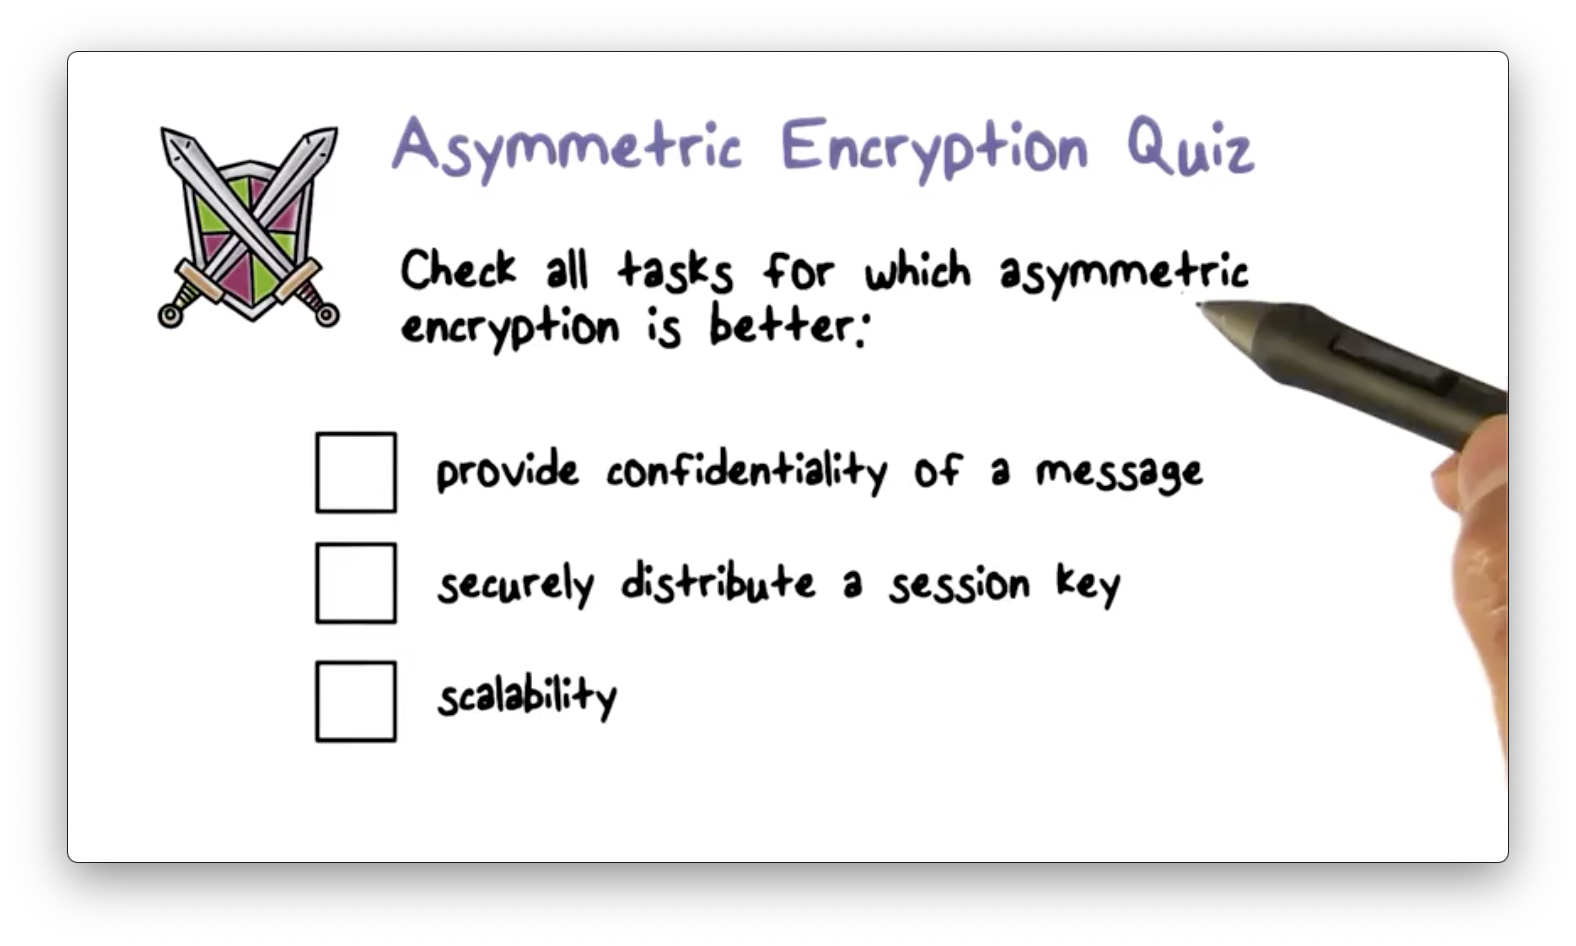 Asymmetric Encryption Quiz
Check all tasks for which asymmetric
encryption is better:
provide confidentiality of a message
securely distribute a session key
scalability